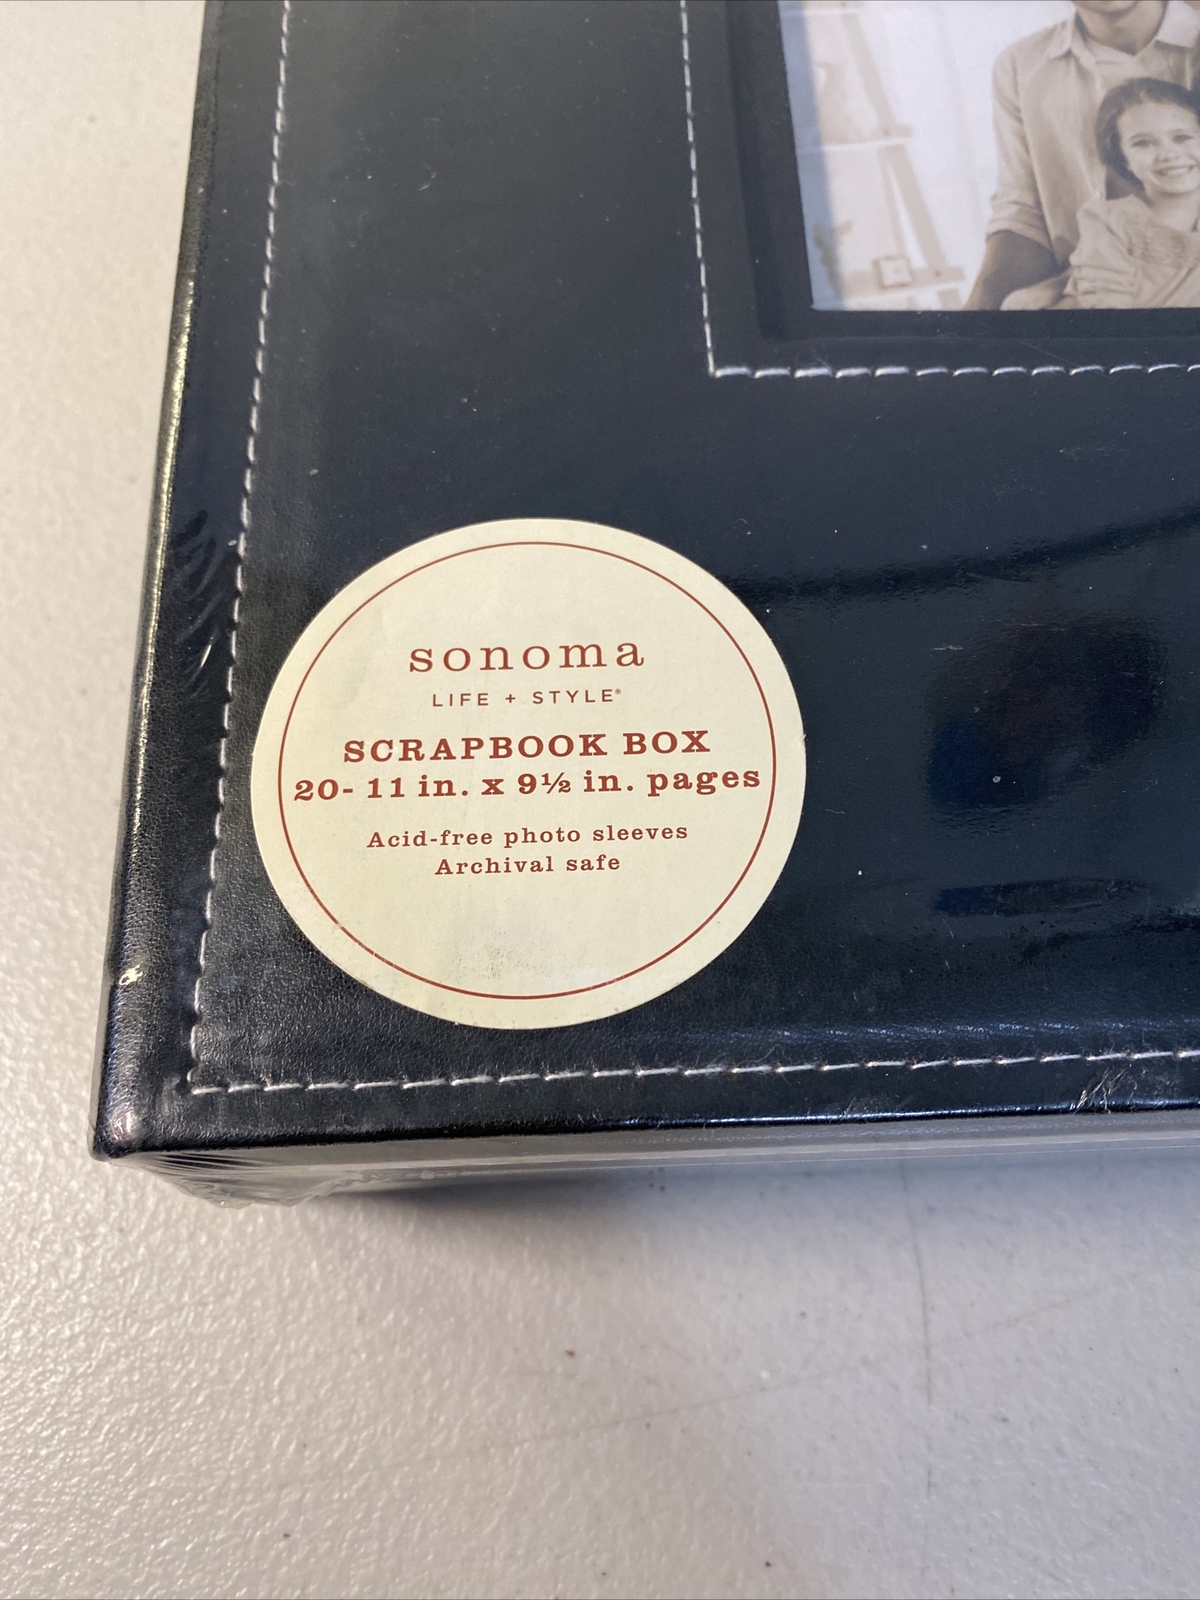 sonoma
LIFE + STYLE®
SCRAPBOOK BOX
20- 11 in. x 9½ in. pages
Acid-free photo sleeves
Archival safe